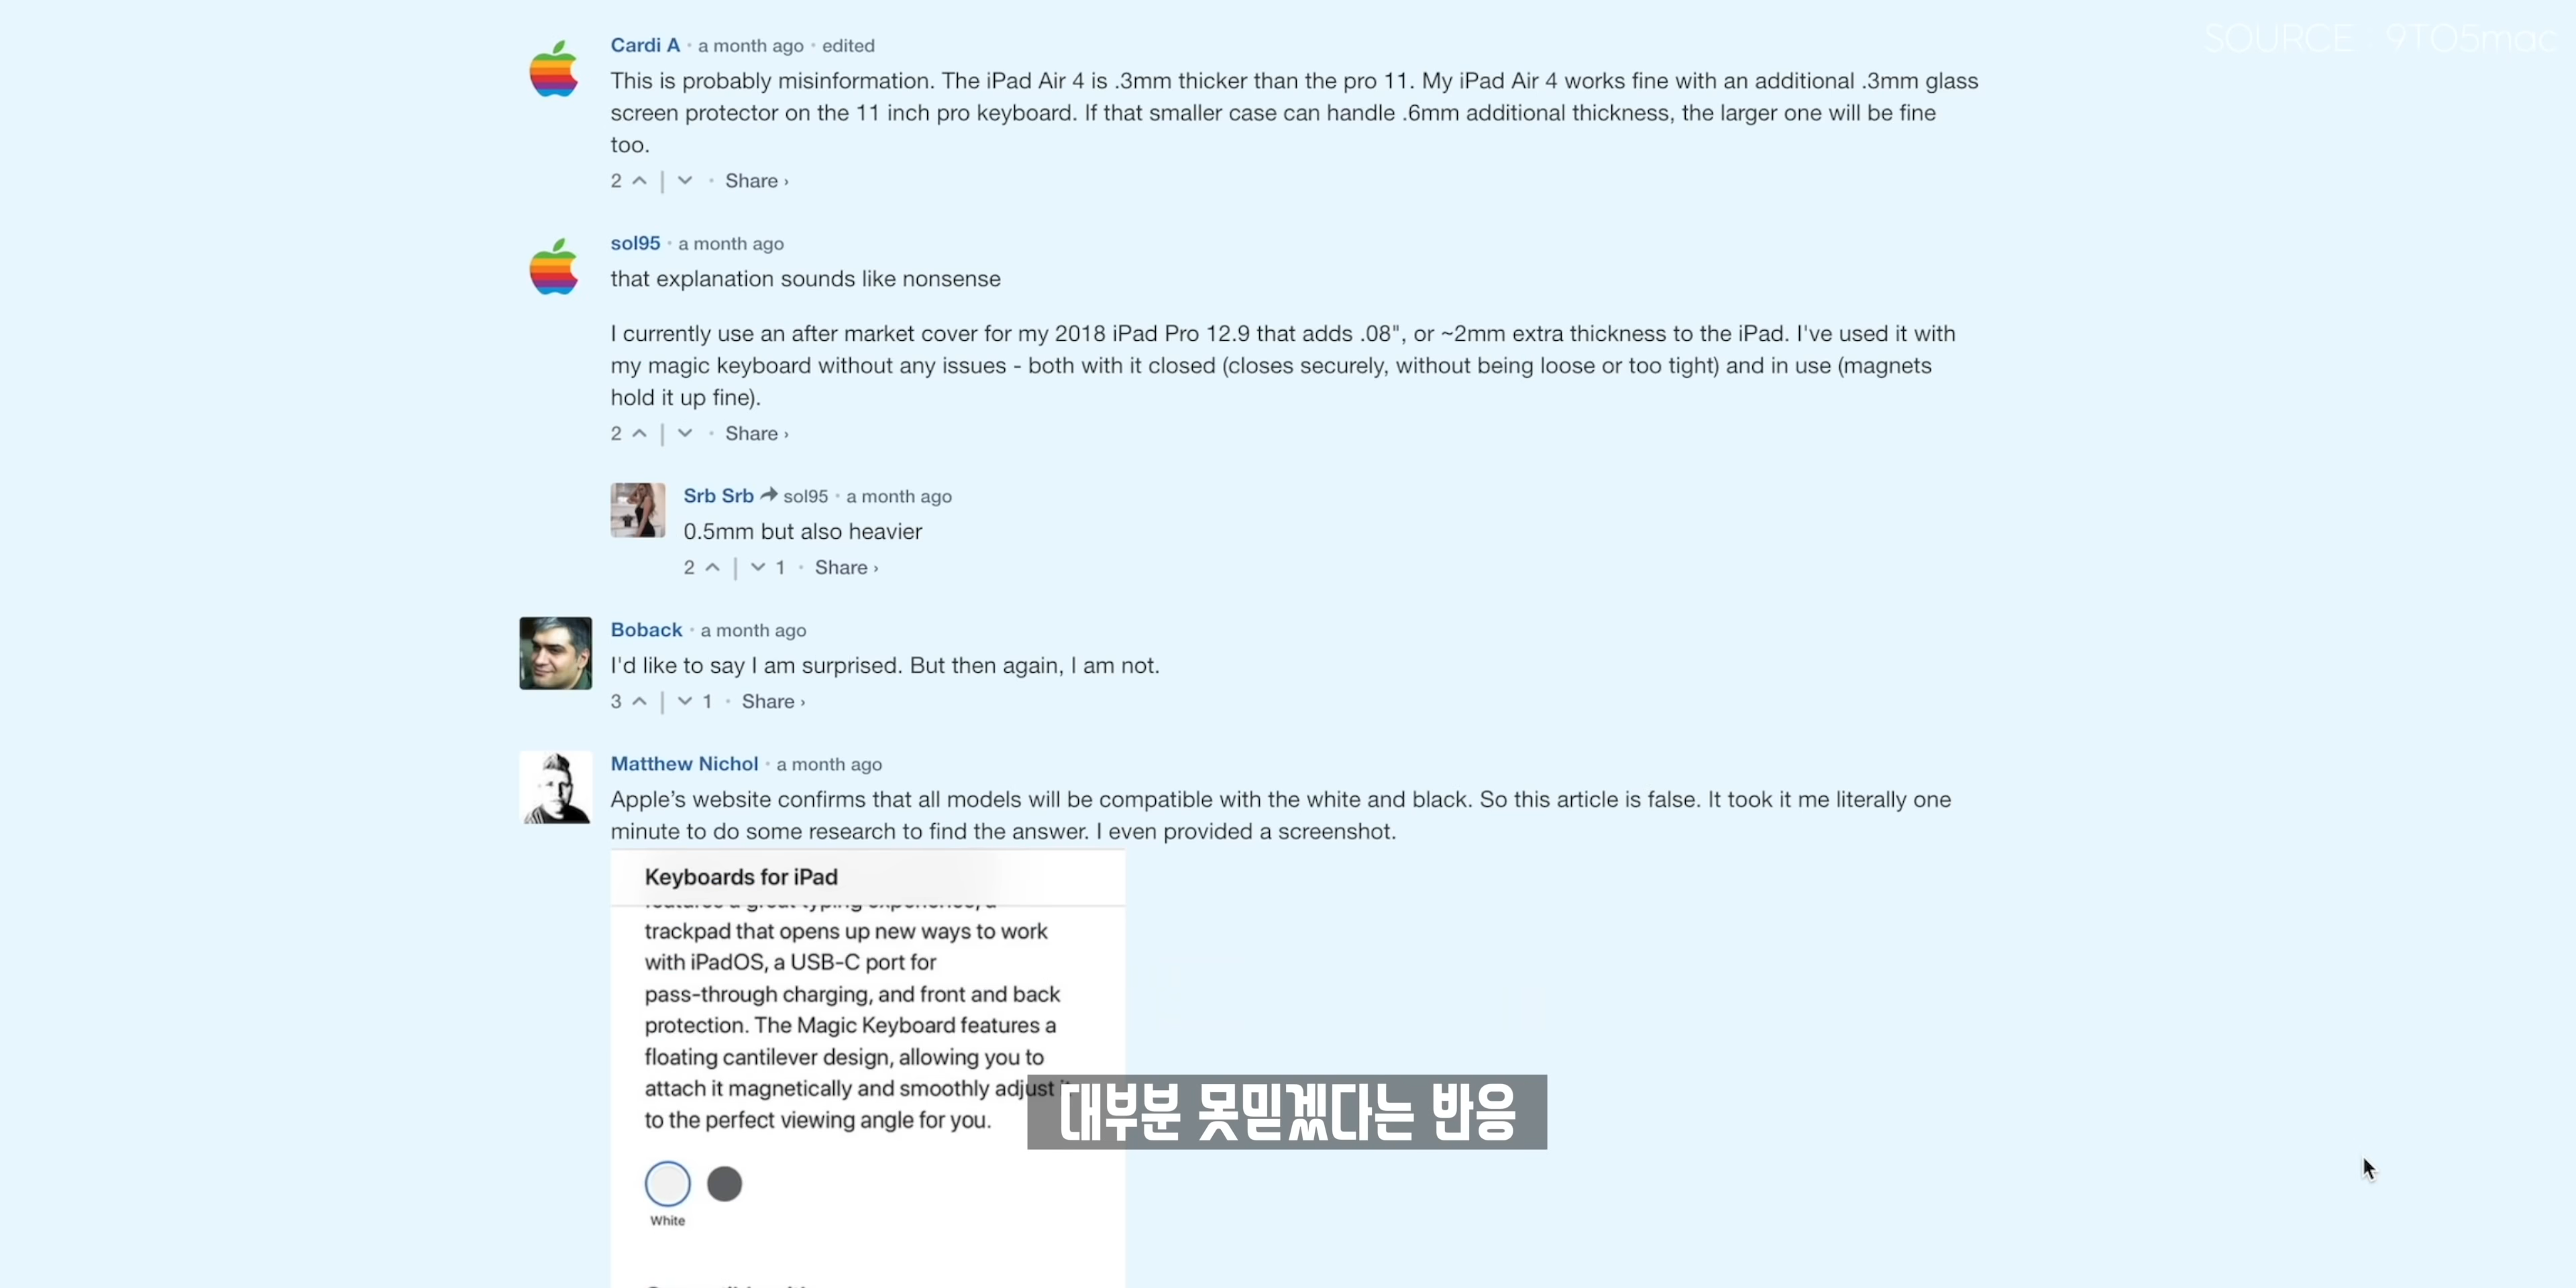 SOURCE : 9TO5mac
Cardi A · a month ago · edited
This is probably misinformation. The iPad Air 4 is .3mm thicker than the pro 11. My iPad Air 4 works fine with an additional .3mm glass
screen protector on the 11 inch pro keyboard. If that smaller case can handle .6mm additional thickness, the larger one will be fine
too.
2 | · Share ›
sol95 · a month ago
that explanation sounds like nonsense
I currently use an after market cover for my 2018 iPad Pro 12.9 that adds .08", or ~2mm extra thickness to the iPad. I've used it with
my magic keyboard without any issues - both with it closed (closes securely, without being loose or too tight) and in use (magnets
hold it up fine).
2 | · Share ›
Srb Srb sol95 · a month ago
0.5mm but also heavier
2 | 1 · Share ›
Boback · a month ago
I'd like to say I am surprised. But then again, I am not.
3 | 1 · Share ›
Matthew Nichol · a month ago
Apple's website confirms that all models will be compatible with the white and black. So this article is false. It took it me literally one
minute to do some research to find the answer. I even provided a screenshot.
Keyboards for iPad
features a great typing experience, a
trackpad that opens up new ways to work
with iPadOS, a USB-C port for
pass-through charging, and front and back
protection. The Magic Keyboard features a
floating cantilever design, allowing you to
attach it magnetically and smoothly adjust it
to the perfect viewing angle for you.
대부분 못믿겠다는 반응
White